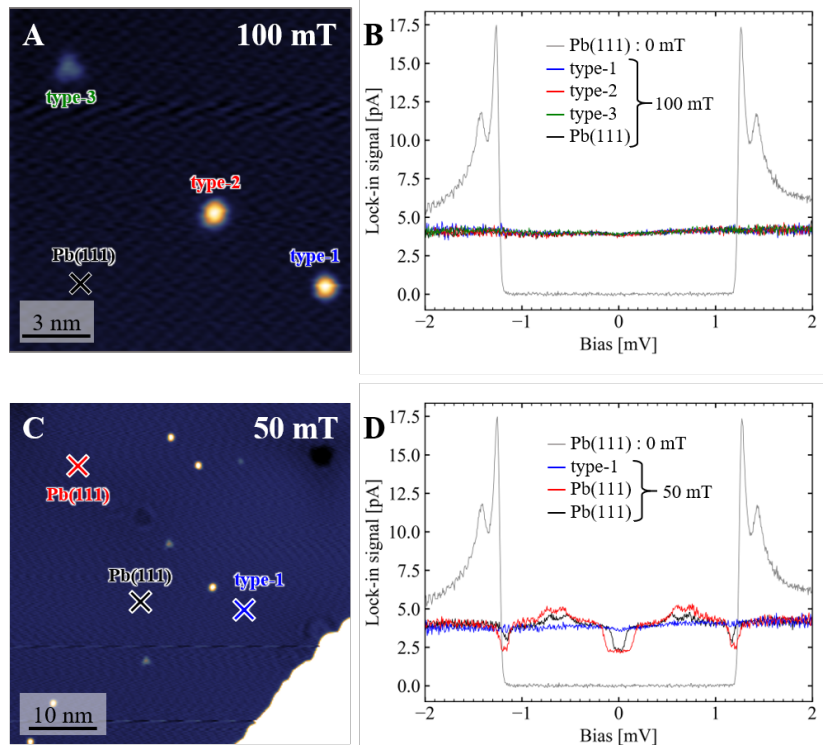 A
100 mT
type-3
type-2
Pb(111)
type-1
3 nm
B
17.5
15.0
12.5
10.0
7.5
5.0
2.5
0.0
Lock-in signal [pA]
Pb(111) : 0 mT
type-1
type-2
type-3
Pb(111)
100 mT
−2
−1
0
1
2
Bias [mV]
C
50 mT
Pb(111)
Pb(111)
type-1
10 nm
D
17.5
15.0
12.5
10.0
7.5
5.0
2.5
0.0
Lock-in signal [pA]
Pb(111) : 0 mT
type-1
Pb(111)
Pb(111)
50 mT
−2
−1
0
1
2
Bias [mV]